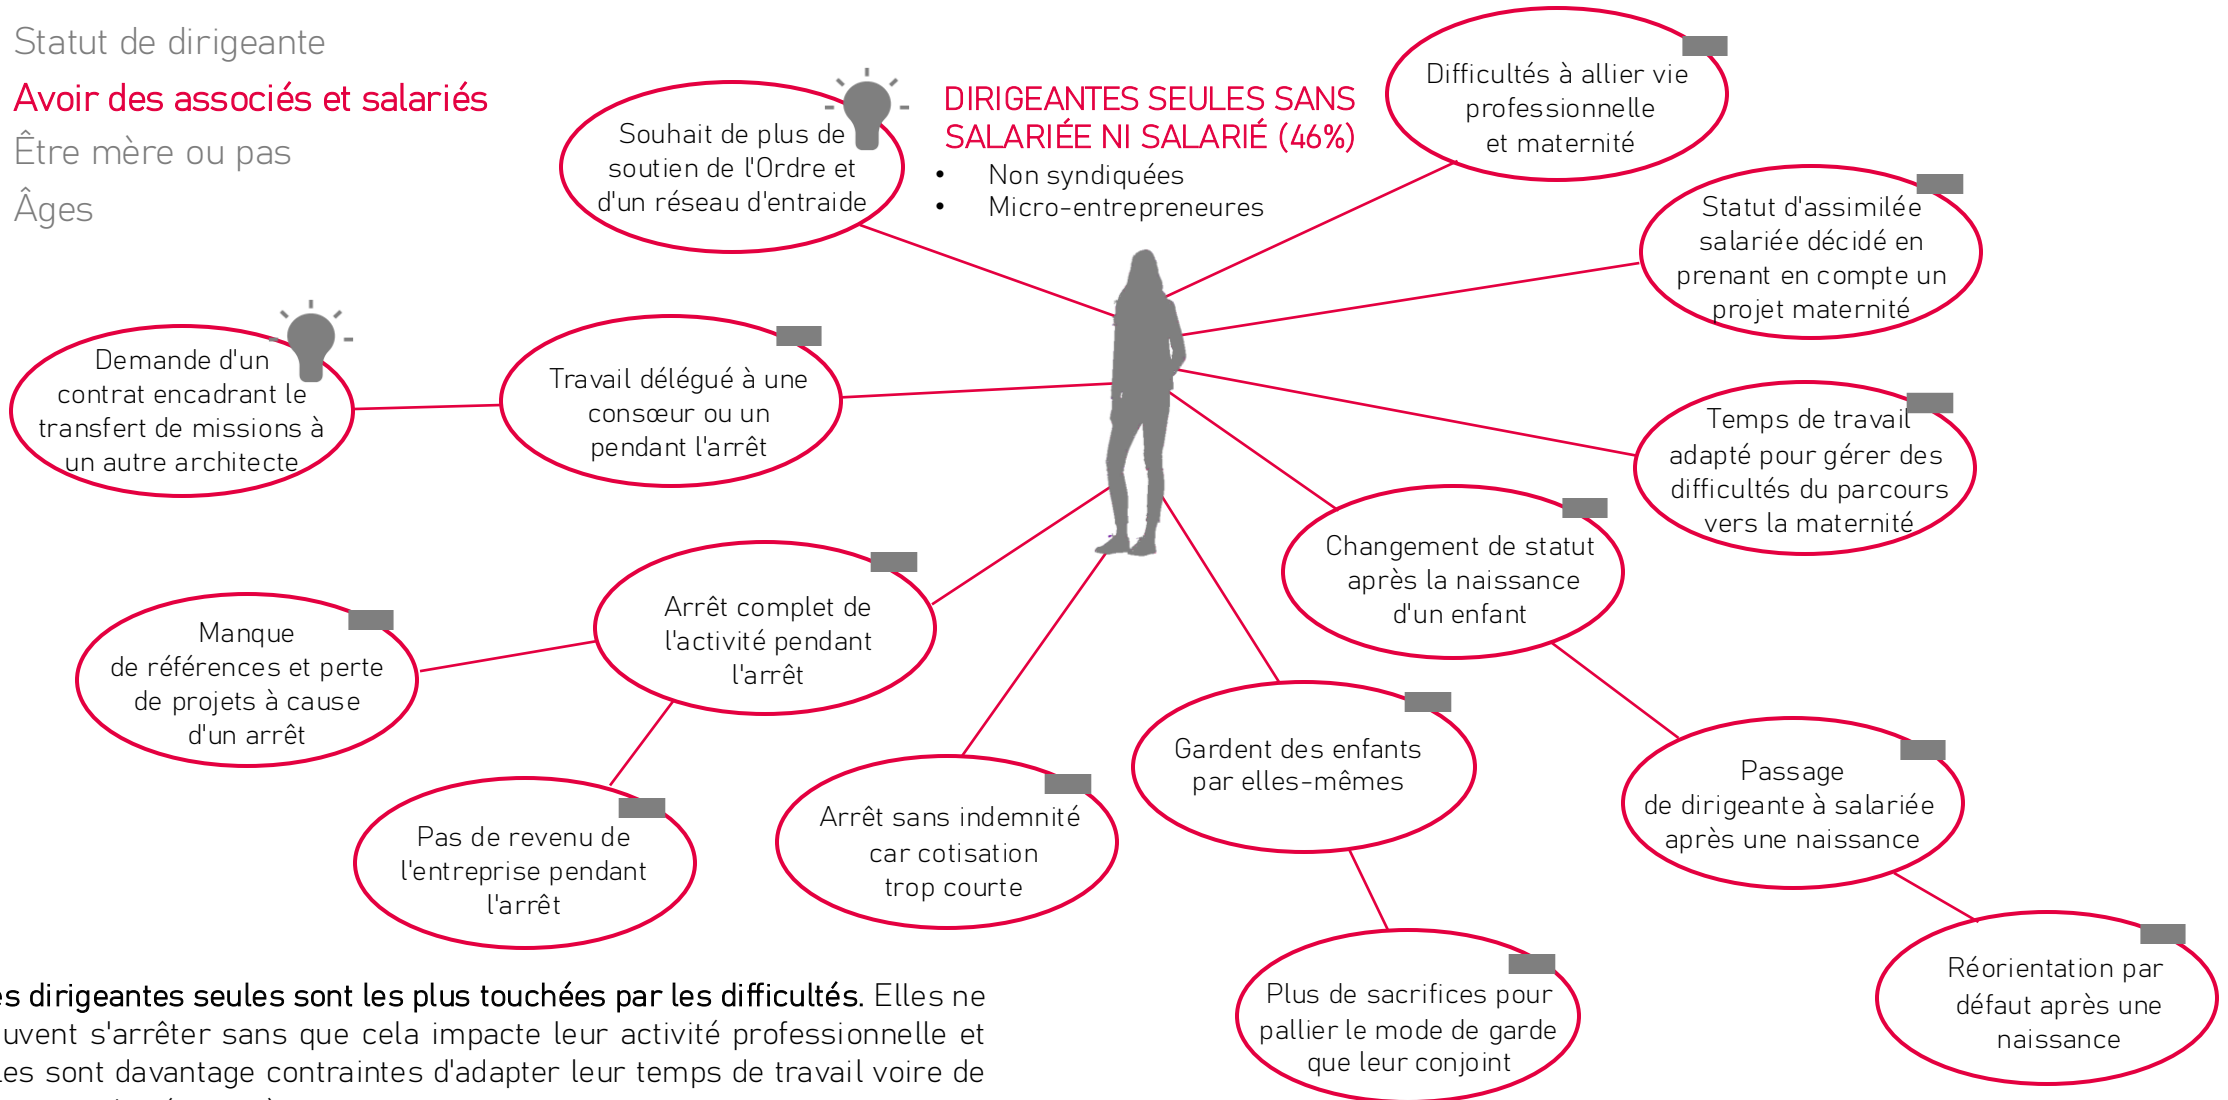 Statut de dirigeante
Avoir des associés et salariés
Être mère ou pas
Âges
Souhait de plus de
soutien de l'Ordre et
d'un réseau d'entraide
DIRIGEANTES SEULES SANS
SALARIÉE NI SALARIÉ (46%)
• Non syndiquées
• Micro-entrepreneures
Difficultés à allier vie
professionnelle
et maternité
Statut d'assimilée
salariée décidé en
prenant en compte un
projet maternité
Demande d'un
contrat encadrant le
transfert de missions à
un autre architecte
Travail délégué à une
consœur ou un
pendant l'arrêt
Temps de travail
adapté pour gérer des
difficultés du parcours
vers la maternité
Changement de statut
après la naissance
d'un enfant
Arrêt complet de
l'activité pendant
l'arrêt
Manque
de références et perte
de projets à cause
d'un arrêt
Pas de revenu de
l'entreprise pendant
l'arrêt
Arrêt sans indemnité
car cotisation
trop courte
Gardent des enfants
par elles-mêmes
Passage
de dirigeante à salariée
après une naissance
Plus de sacrifices pour
pallier le mode de garde
que leur conjoint
Réorientation par
défaut après une
naissance
es dirigeantes seules sont les plus touchées par les difficultés. Elles ne
uvent s'arrêter sans que cela impacte leur activité professionnelle et
les sont davantage contraintes d'adapter leur temps de travail voire de